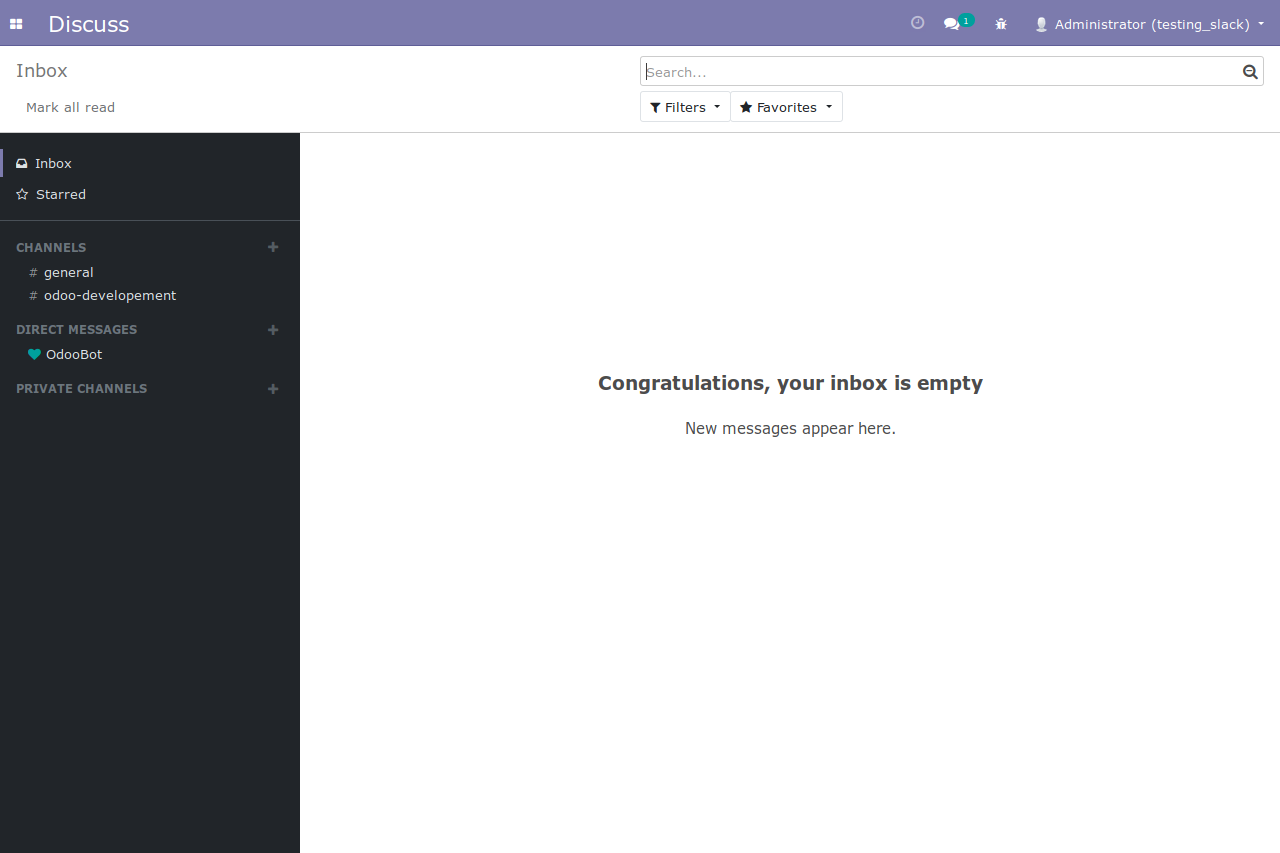 Discuss
1
Administrator (testing_slack)
Inbox
Search...
Mark all read
Filters
Favorites
Inbox
Starred
CHANNELS
# general
# odoo-developement
DIRECT MESSAGES
OdooBot
PRIVATE CHANNELS
Congratulations, your inbox is empty
New messages appear here.